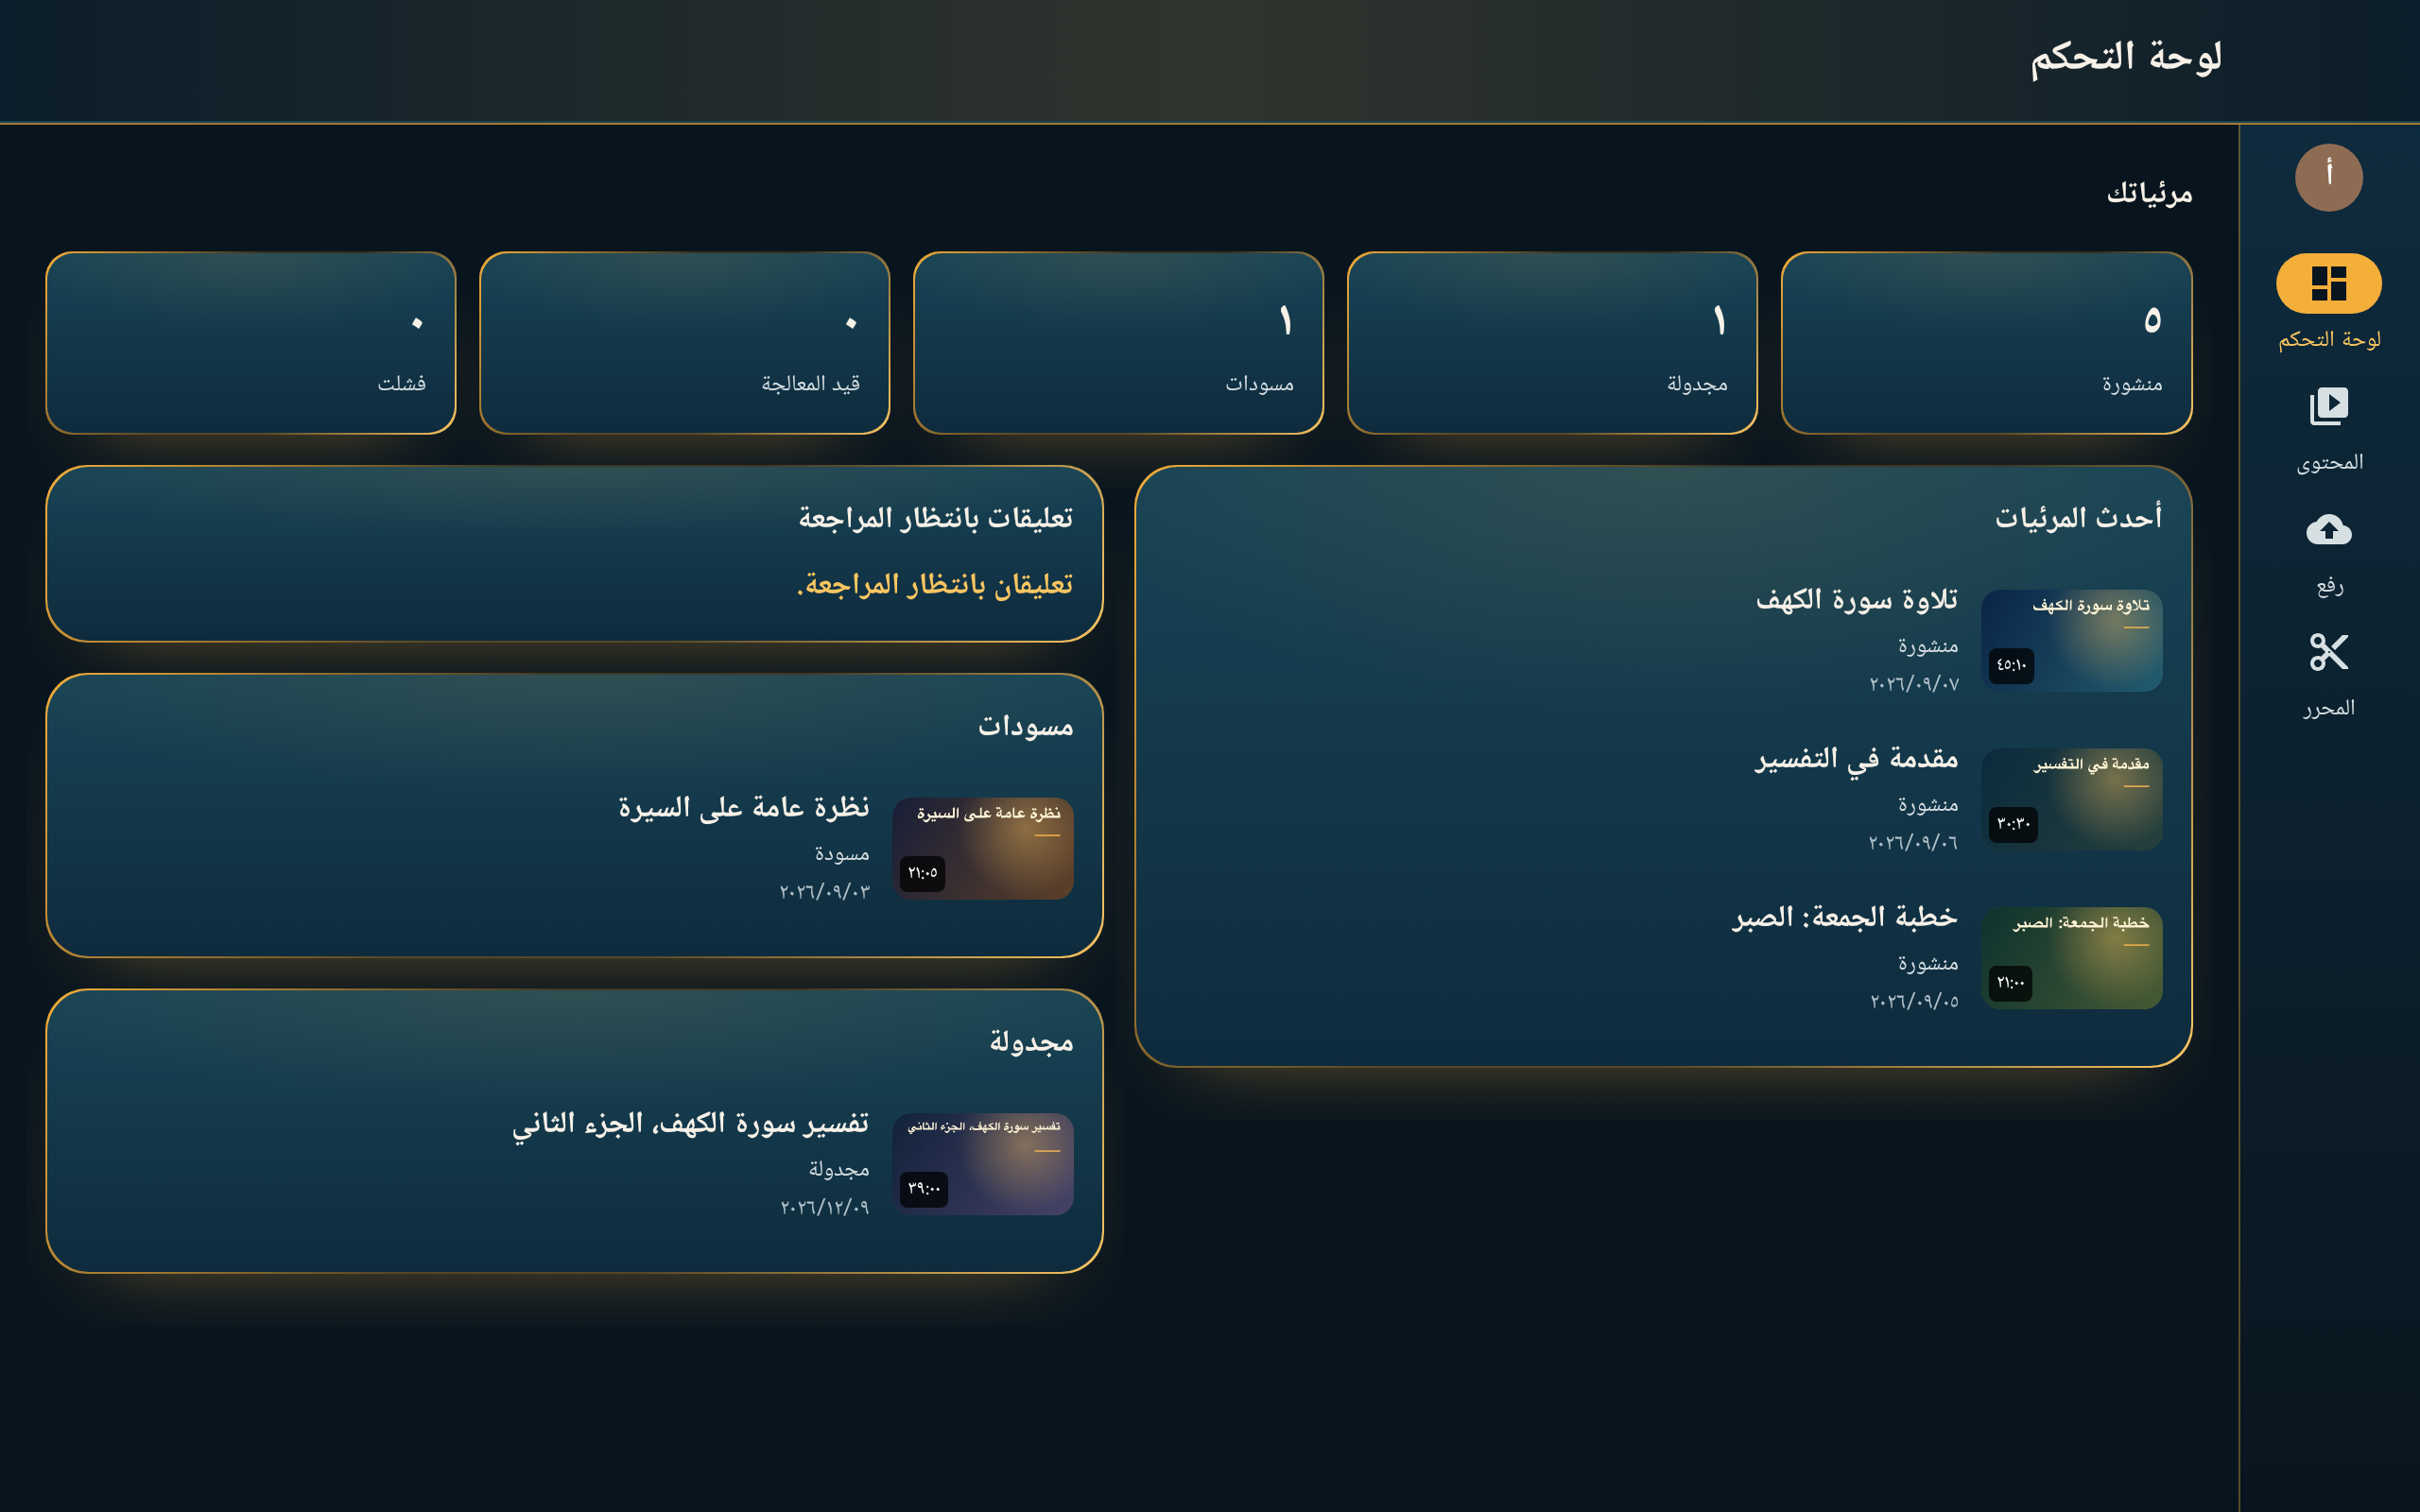 لوحة التحكم
أ
لوحة التحكم
المحتوى
رفع
المحرر
مرئياتك
٥
منشورة
١
مجدولة
١
مسودات
٠
قيد المعالجة
٠
فشلت
أحدث المرئيات
تلاوة سورة الكهف
٤٥:١٠
تلاوة سورة الكهف
منشورة
٢٠٢٦/٠٩/٠٧
مقدمة في التفسير
٣٠:٣٠
مقدمة في التفسير
منشورة
٢٠٢٦/٠٩/٠٦
خطبة الجمعة: الصبر
٢١:٠٠
خطبة الجمعة: الصبر
منشورة
٢٠٢٦/٠٩/٠٥
تعليقات بانتظار المراجعة
تعليقان بانتظار المراجعة.
مسودات
نظرة عامة على السيرة
٢١:٠٥
نظرة عامة على السيرة
مسودة
٢٠٢٦/٠٩/٠٣
مجدولة
تفسير سورة الكهف، الجزء الثاني
٣٩:٠٠
تفسير سورة الكهف، الجزء الثاني
مجدولة
٢٠٢٦/١٢/٠٩